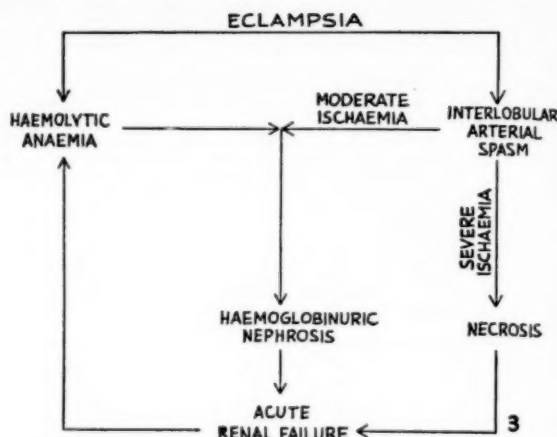 ECLAMPSIA
HAEMOLYTIC
ANAEMIA
MODERATE
ISCHAEMIA
INTERLOBULAR
ARTERIAL
SPASM
SEVERE
ISCHAEMIA
HAEMOGLOBINURIC
NEPHROSIS
NECROSIS
ACUTE
RENAL FAILURE
3